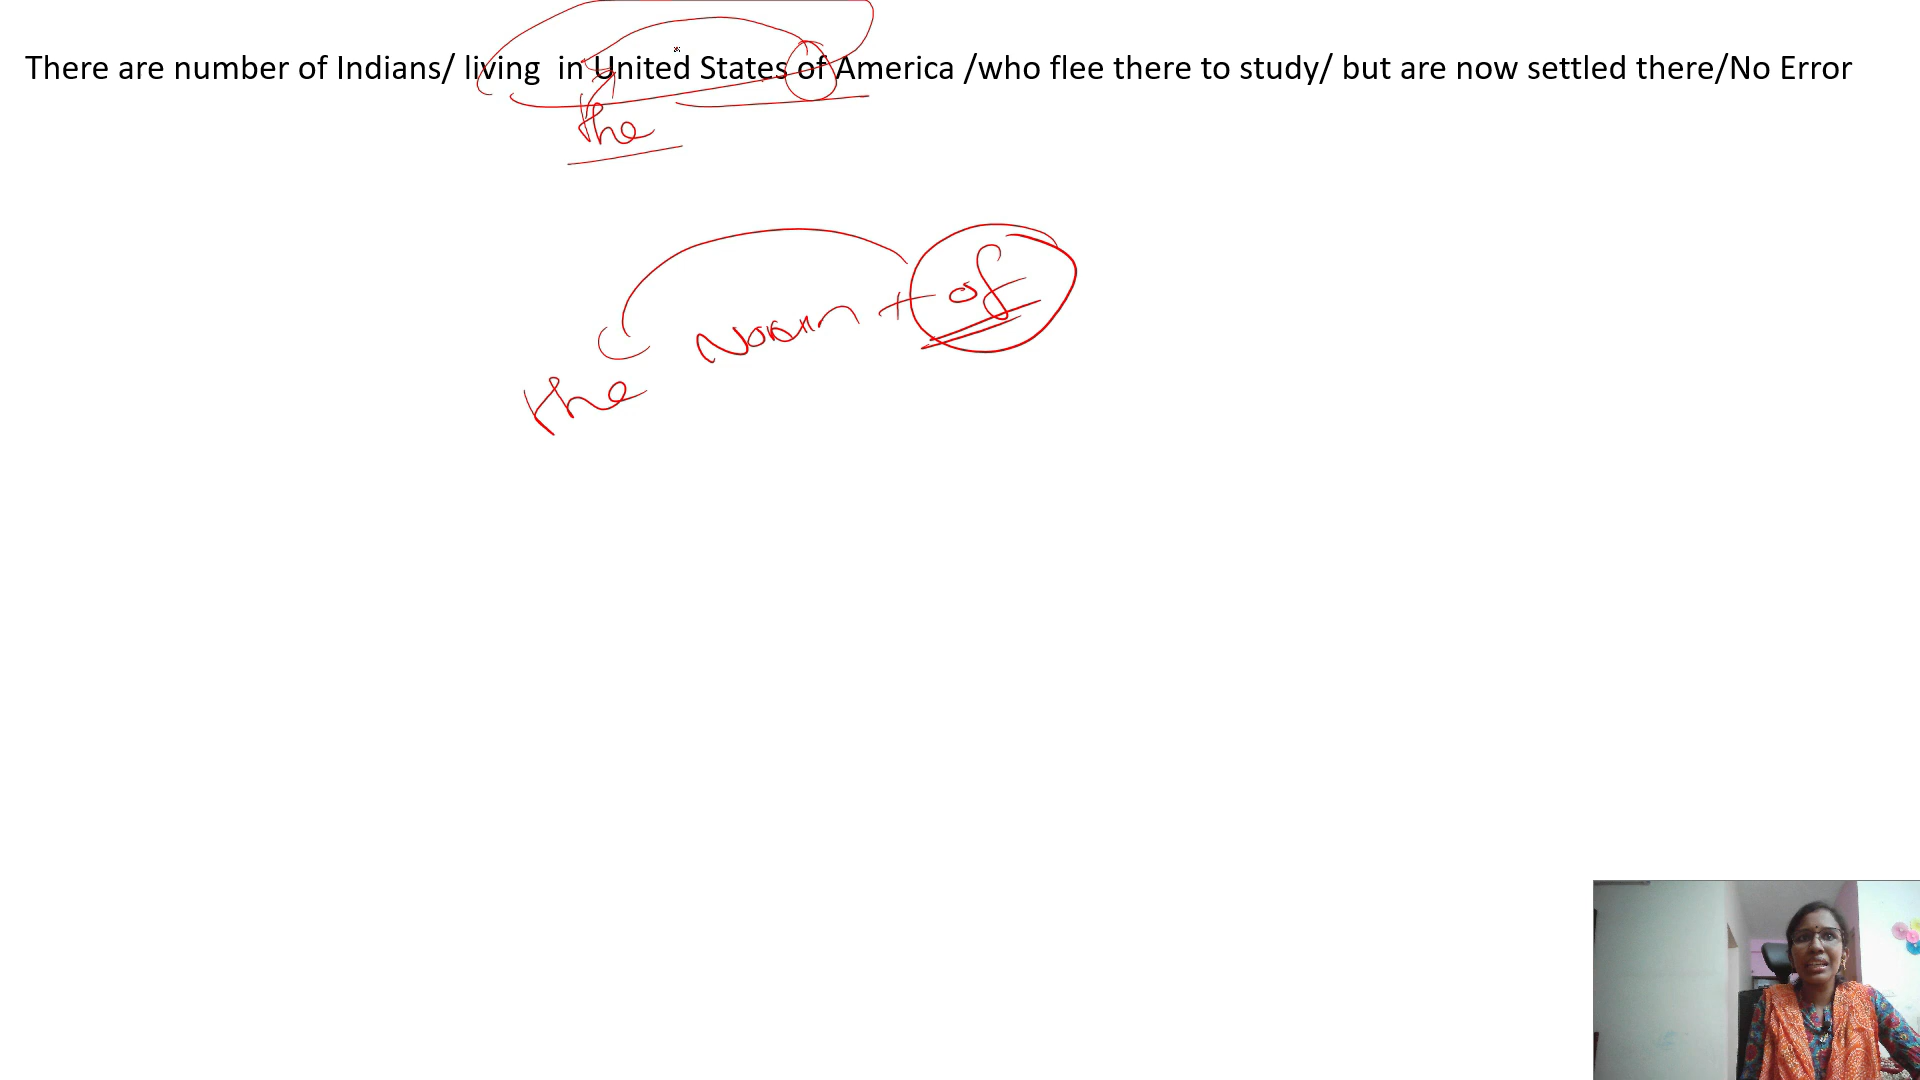 There are number of Indians/ living  in United States of America /who flee there to study/ but are now settled there/No Error
the
Noun + of
the